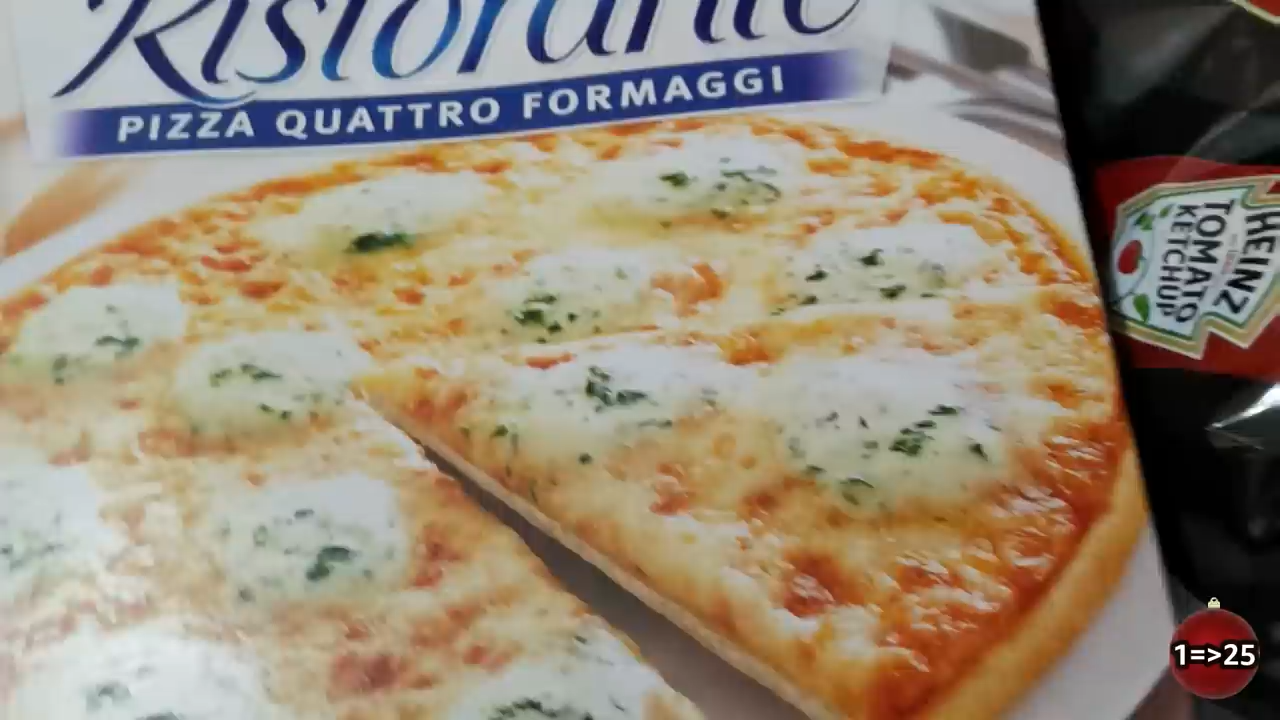 Ristorante
PIZZA QUATTRO FORMAGGI
HEINZ
TOMATO
KETCHUP
1=>25